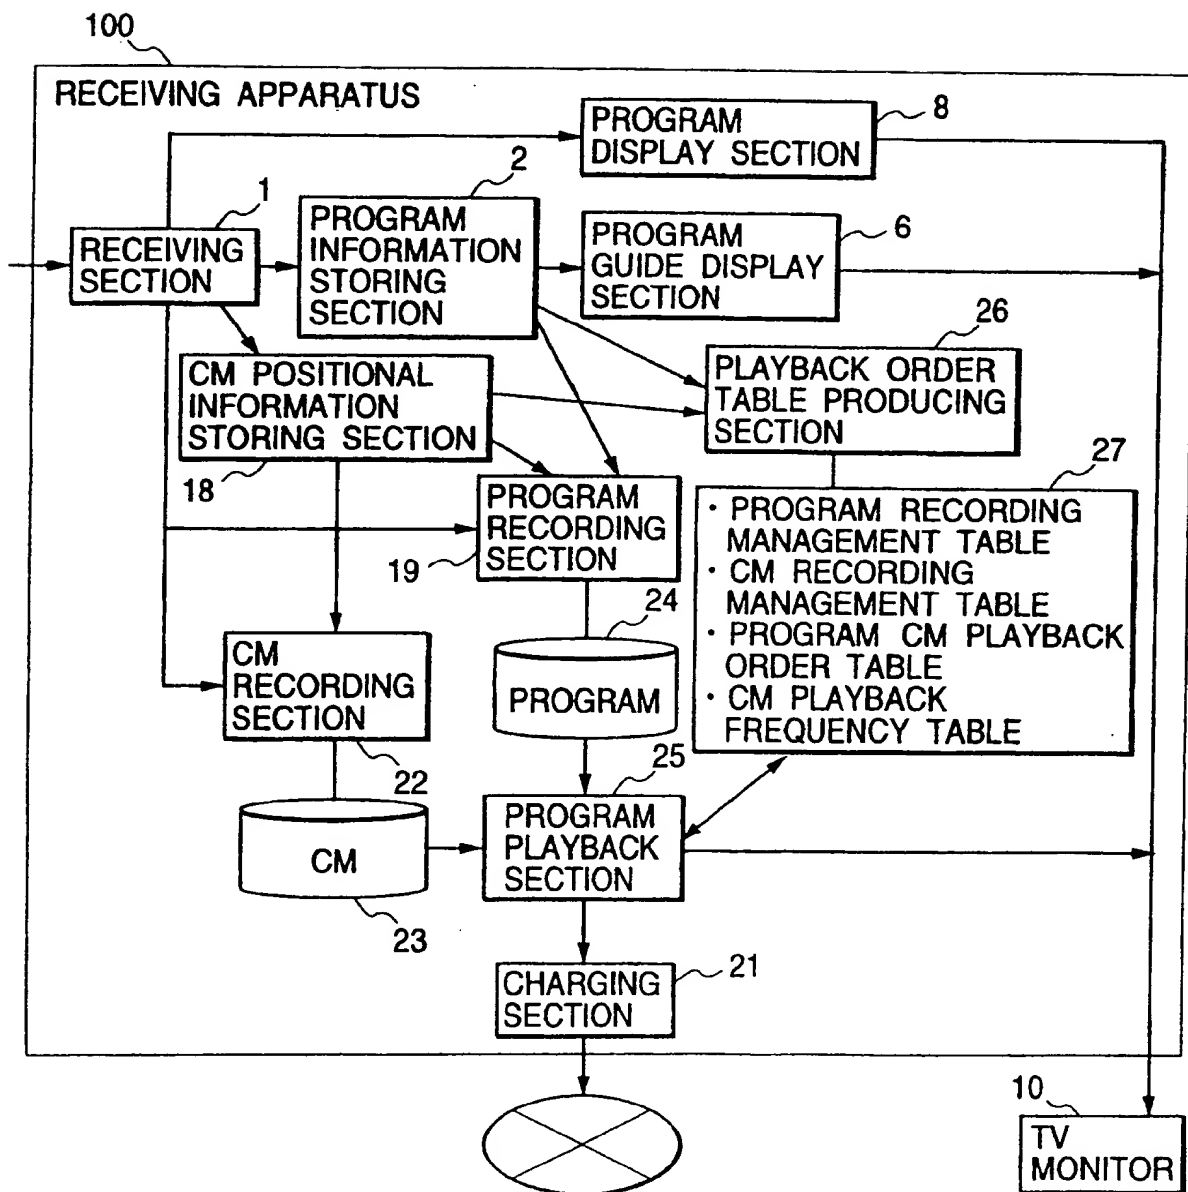 100
RECEIVING APPARATUS
PROGRAM
DISPLAY SECTION
8
1
RECEIVING
SECTION
2
PROGRAM
INFORMATION
STORING
SECTION
PROGRAM
GUIDE DISPLAY
SECTION
6
CM POSITIONAL
INFORMATION
STORING SECTION
18
26
PLAYBACK ORDER
TABLE PRODUCING
SECTION
PROGRAM
RECORDING
SECTION
19
27
· PROGRAM RECORDING
MANAGEMENT TABLE
· CM RECORDING
MANAGEMENT TABLE
· PROGRAM CM PLAYBACK
ORDER TABLE
· CM PLAYBACK
FREQUENCY TABLE
24
PROGRAM
CM
RECORDING
SECTION
22
CM
23
25
PROGRAM
PLAYBACK
SECTION
CHARGING
SECTION
21
10
TV
MONITOR